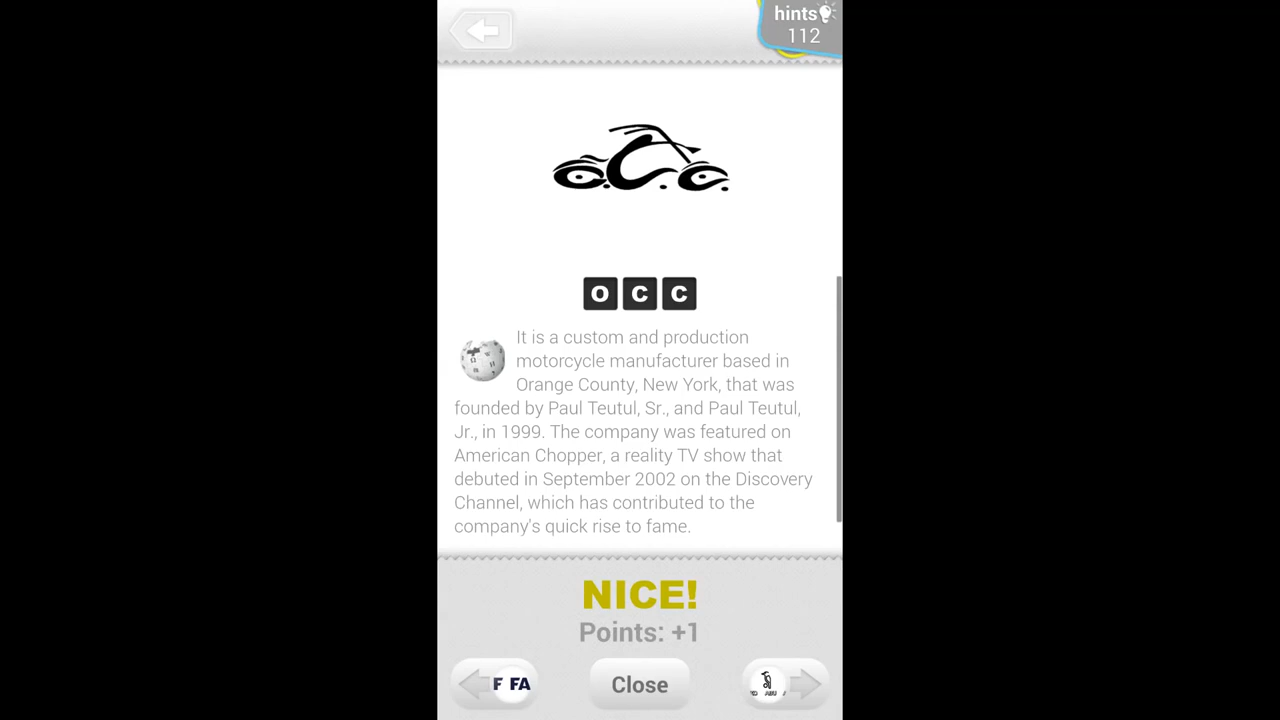 hints
112
O.C.C.
O C C
It is a custom and production
motorcycle manufacturer based in
Orange County, New York, that was
founded by Paul Teutul, Sr., and Paul Teutul,
Jr., in 1999. The company was featured on
American Chopper, a reality TV show that
debuted in September 2002 on the Discovery
Channel, which has contributed to the
company's quick rise to fame.
NICE!
Points: +1
F FA
Close